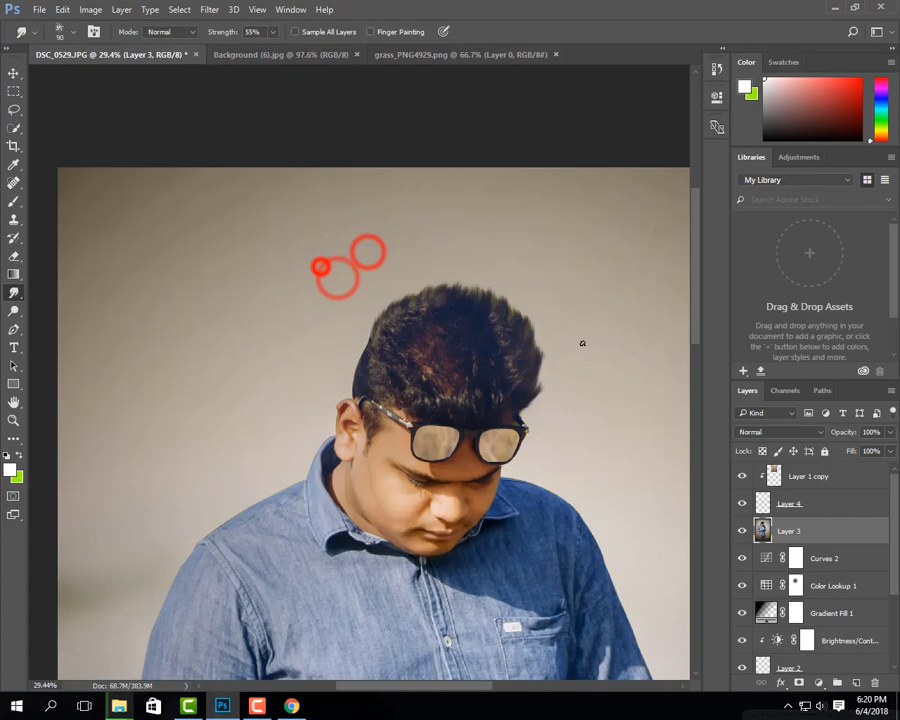 Ps File Edit Image Layer Type Select Filter 3D View Window Help
90 Mode: Normal Strength: 55% Sample All Layers Finger Painting
DSC_0529.JPG @ 29.4% (Layer 3, RGB/8) * × Background (6).jpg @ 97.6% (RGB/8) × grass_PNG4929.png @ 66.7% (Layer 0, RGB/8#) ×
Color Swatches
Libraries Adjustments
My Library
Search Adobe Stock
Drag & Drop Assets
Drag and drop anything in your
document to add a graphic, or click
the '+' button below to add colors,
layer styles and more.
Layers Channels Paths
Kind
Normal Opacity: 100%
Lock: Fill: 100%
Layer 1 copy
Layer 4
Layer 3
Curves 2
Color Lookup 1
Gradient Fill 1
Brightness/Cont...
Layer 2
fx
29.44% Doc: 68.7M/383.9M
Ps
6:20 PM
6/4/2018